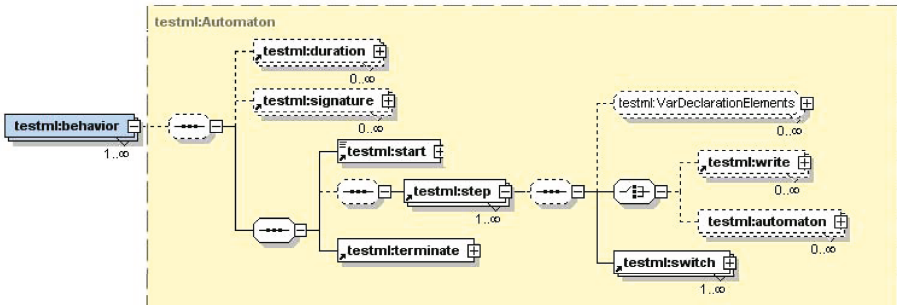 testml:Automaton
testml:duration
0..∞
testml:signature
0..∞
testml:behavior
1..∞
testml:start
testml:step
1..∞
testml:terminate
testml:VarDeclarationElements
0..∞
testml:write
0..∞
testml:automaton
0..∞
testml:switch
1..∞